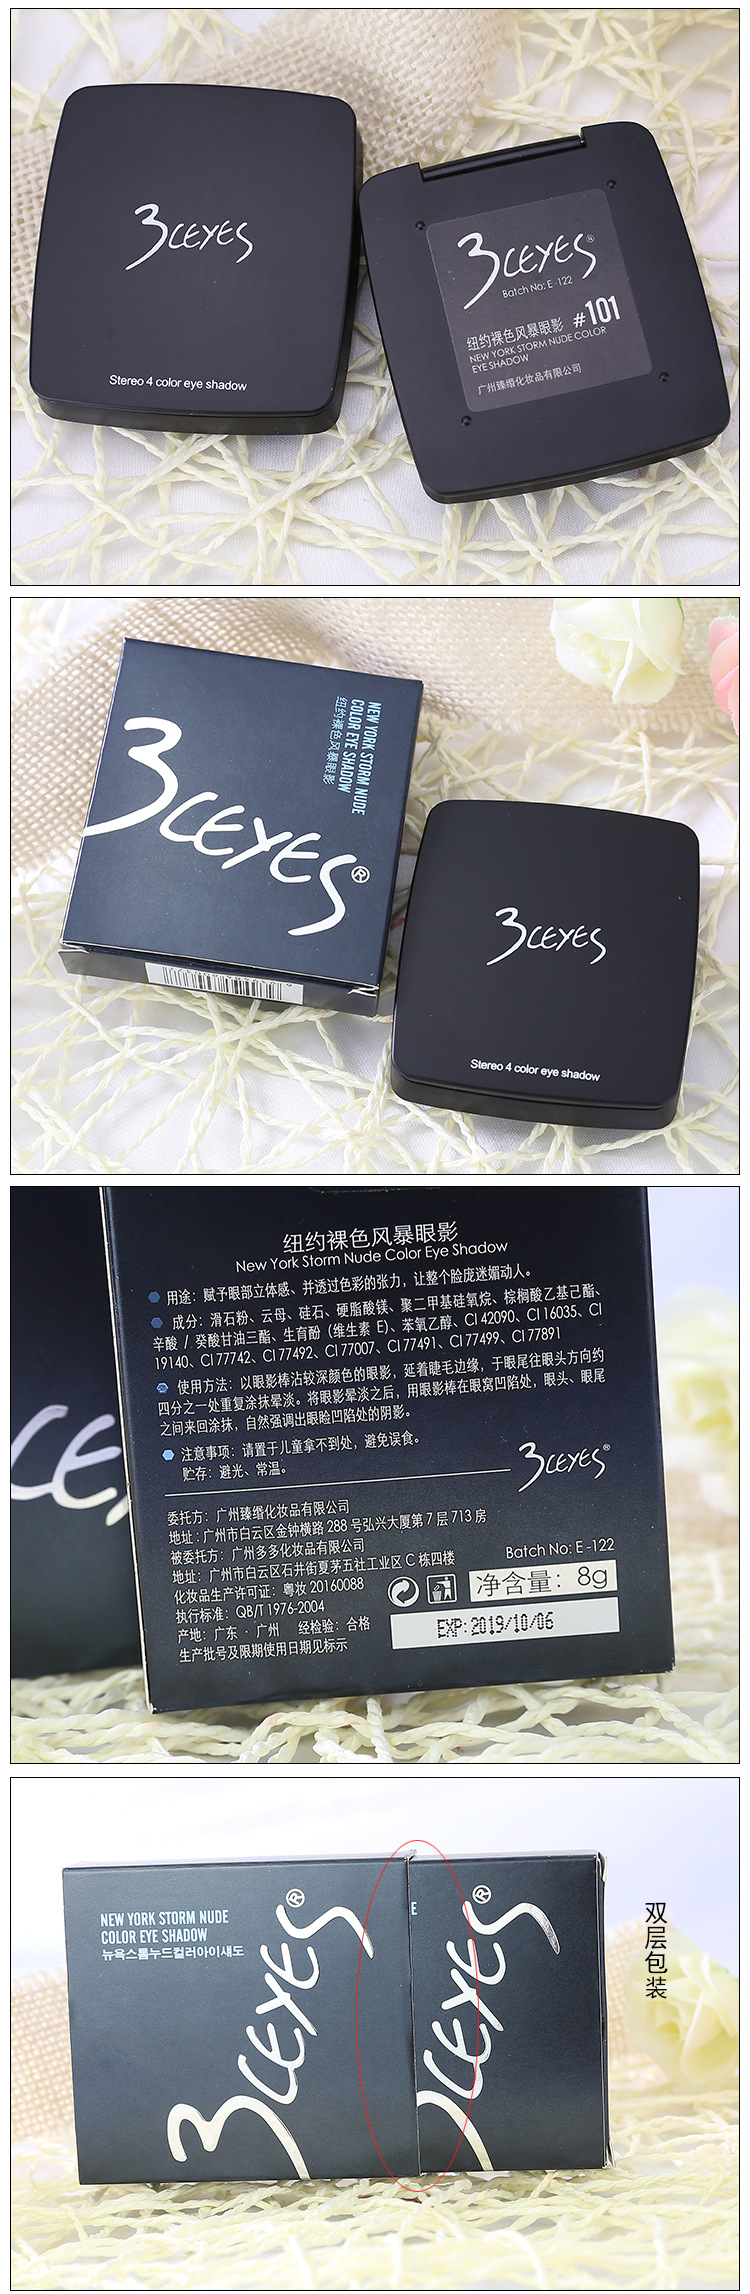 3CEYES
Stereo 4 color eye shadow
3CEYES®
Batch No: E-122
纽约裸色风暴眼影 #101
NEW YORK STORM NUDE COLOR
EYE SHADOW
广州臻绺化妆品有限公司
NEW YORK STORM NUDE
COLOR EYE SHADOW
纽约裸色风暴眼影
3CEYES®
3CEYES
Stereo 4 color eye shadow
纽约裸色风暴眼影
New York Storm Nude Color Eye Shadow
用途：赋予眼部立体感、并透过色彩的张力，让整个脸庞迷媚动人。
成分：滑石粉、云母、硅石、硬脂酸镁、聚二甲基硅氧烷、棕榈酸乙基己酯、
辛酸 / 癸酸甘油三酯、生育酚（维生素 E）、苯氧乙醇、CI 42090、CI 16035、CI
19140、CI 77742、CI 77492、CI 77007、CI 77491、CI 77499、CI 77891
使用方法：以眼影棒沾较深颜色的眼影，延着睫毛边缘，于眼尾往眼头方向约
四分之一处重复涂抹晕淡。将眼影晕淡之后，用眼影棒在眼窝凹陷处，眼头、眼尾
之间来回涂抹，自然强调出眼睑凹陷处的阴影。
注意事项：请置于儿童拿不到处，避免误食。
贮存：避光、常温。
3CEYES®
委托方：广州臻绺化妆品有限公司
地址：广州市白云区金钟横路 288 号弘兴大厦第 7 层 713 房
被委托方：广州多多化妆品有限公司
地址：广州市白云区石井街夏茅五社工业区 C 栋四楼
化妆品生产许可证：粤妆 20160088
执行标准：QB/T 1976-2004
产地：广东 · 广州 经检验：合格
生产批号及限期使用日期见标示
Batch No: E-122
净含量：8g
EXP:2019/10/06
3CEYES
NEW YORK STORM NUDE
COLOR EYE SHADOW
뉴욕스톰누드컬러아이섀도
3CEYES®
E
3CEYES®
双层包装